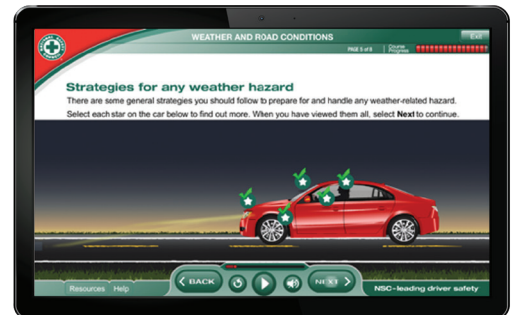 WEATHER AND ROAD CONDITIONS
Exit
PAGE 5 of 8
Course
Progress
Strategies for any weather hazard
There are some general strategies you should follow to prepare for and handle any weather-related hazard.
Select each star on the car below to find out more. When you have viewed them all, select Next to continue.
Resources Help
BACK
NEXT
NSC-leading driver safety